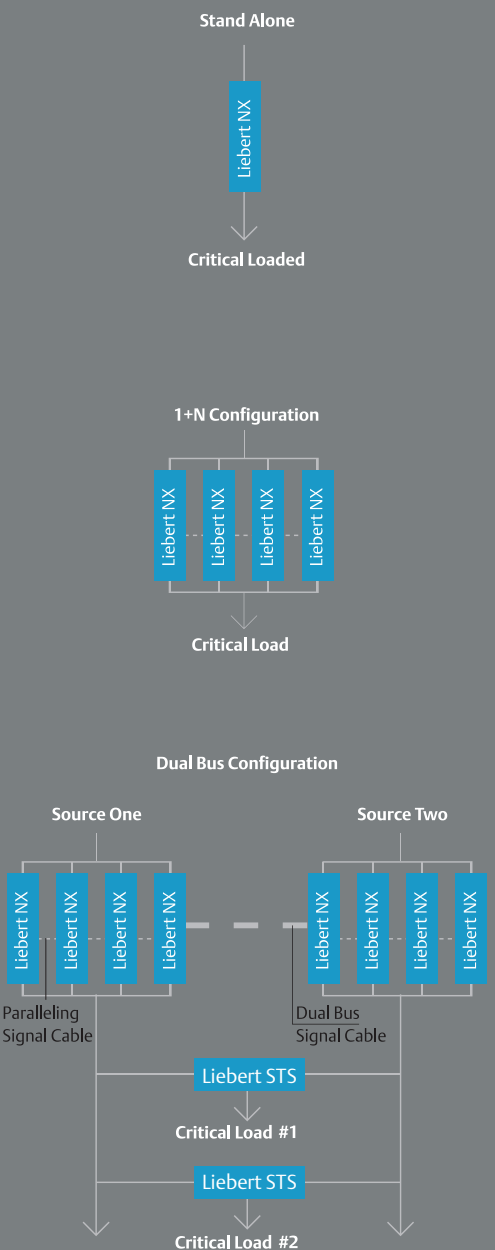 Stand Alone
Liebert NX
Critical Loaded
1+N Configuration
Liebert NX
Liebert NX
Liebert NX
Liebert NX
Critical Load
Dual Bus Configuration
Source One
Source Two
Liebert NX
Liebert NX
Liebert NX
Liebert NX
Liebert NX
Liebert NX
Liebert NX
Liebert NX
Paralleling
Signal Cable
Dual Bus
Signal Cable
Liebert STS
Critical Load #1
Liebert STS
Critical Load #2